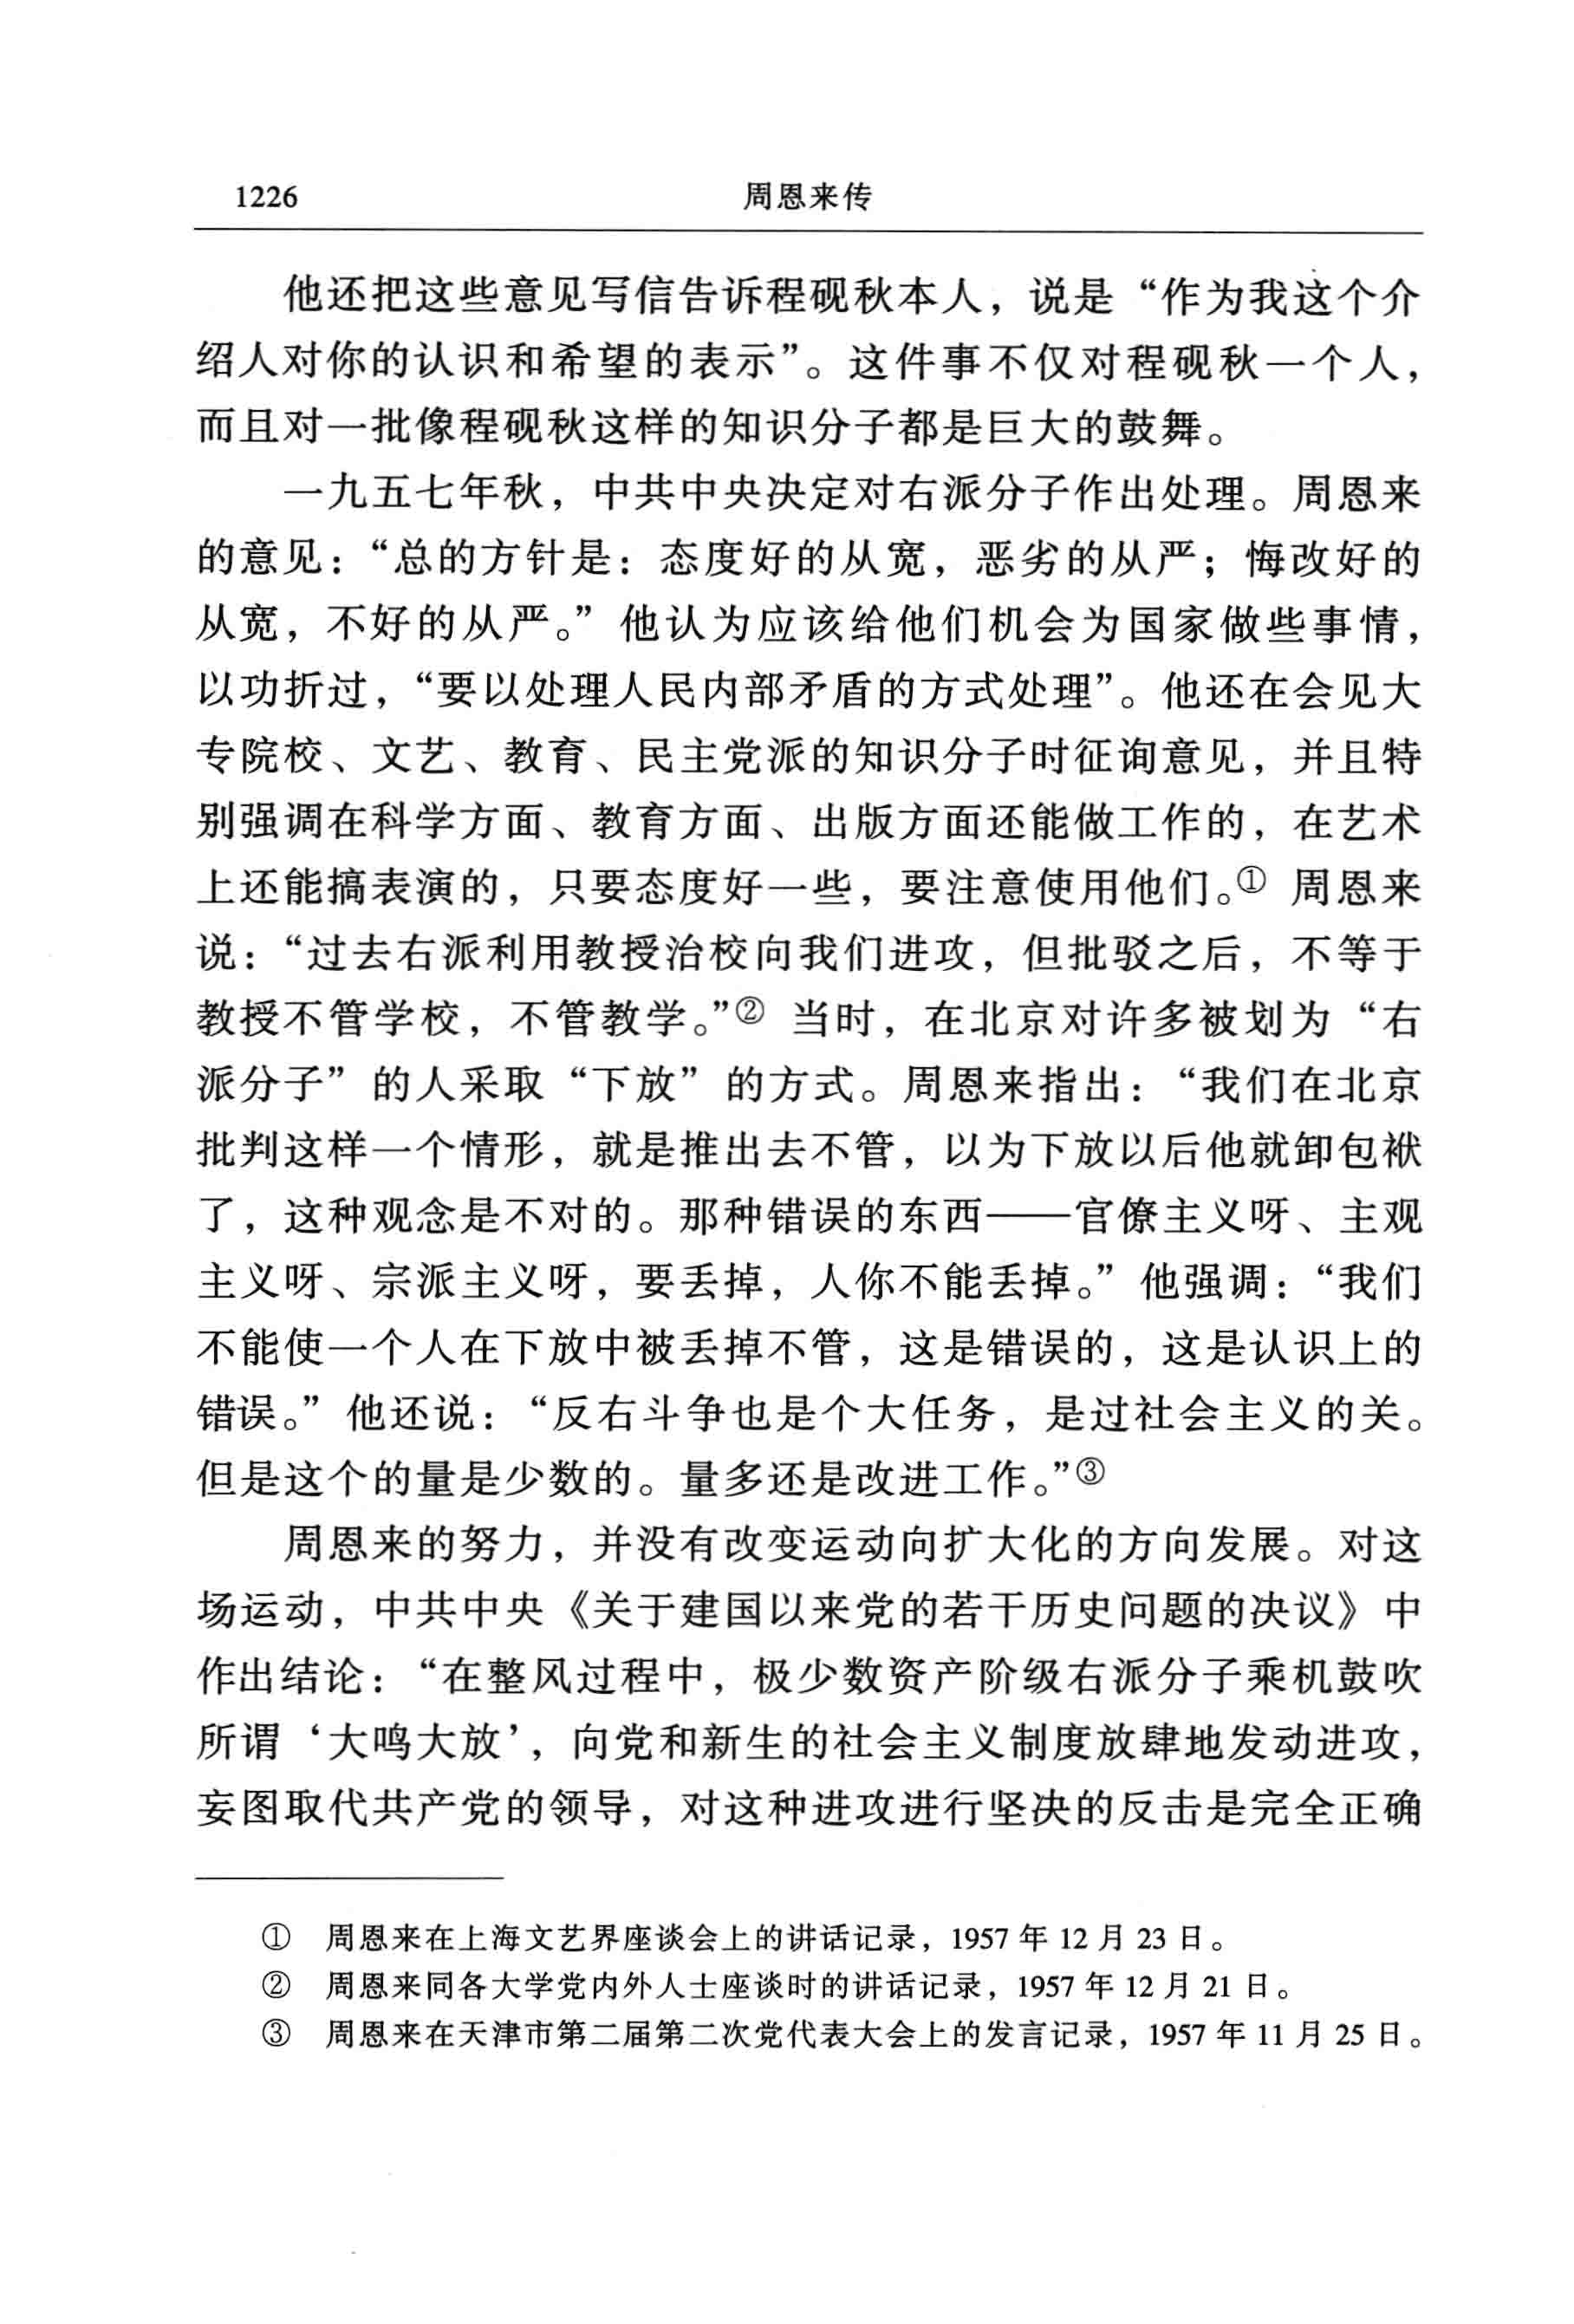 1226
周恩来传
他还把这些意见写信告诉程砚秋本人，说是“作为我这个介
绍人对你的认识和希望的表示”。这件事不仅对程砚秋一个人，
而且对一批像程砚秋这样的知识分子都是巨大的鼓舞。
一九五七年秋，中共中央决定对右派分子作出处理。周恩来
的意见：“总的方针是：态度好的从宽，恶劣的从严；悔改好的
从宽，不好的从严。”他认为应该给他们机会为国家做些事情，
以功折过，“要以处理人民内部矛盾的方式处理”。他还在会见大
专院校、文艺、教育、民主党派的知识分子时征询意见，并且特
别强调在科学方面、教育方面、出版方面还能做工作的，在艺术
上还能搞表演的，只要态度好一些，要注意使用他们。① 周恩来
说：“过去右派利用教授治校向我们进攻，但批驳之后，不等于
教授不管学校，不管教学。”② 当时，在北京对许多被划为“右
派分子”的人采取“下放”的方式。周恩来指出：“我们在北京
批判这样一个情形，就是推出去不管，以为下放以后他就卸包袱
了，这种观念是不对的。那种错误的东西——官僚主义呀、主观
主义呀、宗派主义呀，要丢掉，人你不能丢掉。”他强调：“我们
不能使一个人在下放中被丢掉不管，这是错误的，这是认识上的
错误。”他还说：“反右斗争也是个大任务，是过社会主义的关。
但是这个的量是少数的。量多还是改进工作。”③
周恩来的努力，并没有改变运动向扩大化的方向发展。对这
场运动，中共中央《关于建国以来党的若干历史问题的决议》中
作出结论：“在整风过程中，极少数资产阶级右派分子乘机鼓吹
所谓‘大鸣大放’，向党和新生的社会主义制度放肆地发动进攻，
妄图取代共产党的领导，对这种进攻进行坚决的反击是完全正确
① 周恩来在上海文艺界座谈会上的讲话记录，1957 年 12 月 23 日。
② 周恩来同各大学党内外人士座谈时的讲话记录，1957 年 12 月 21 日。
③ 周恩来在天津市第二届第二次党代表大会上的发言记录，1957 年 11 月 25 日。